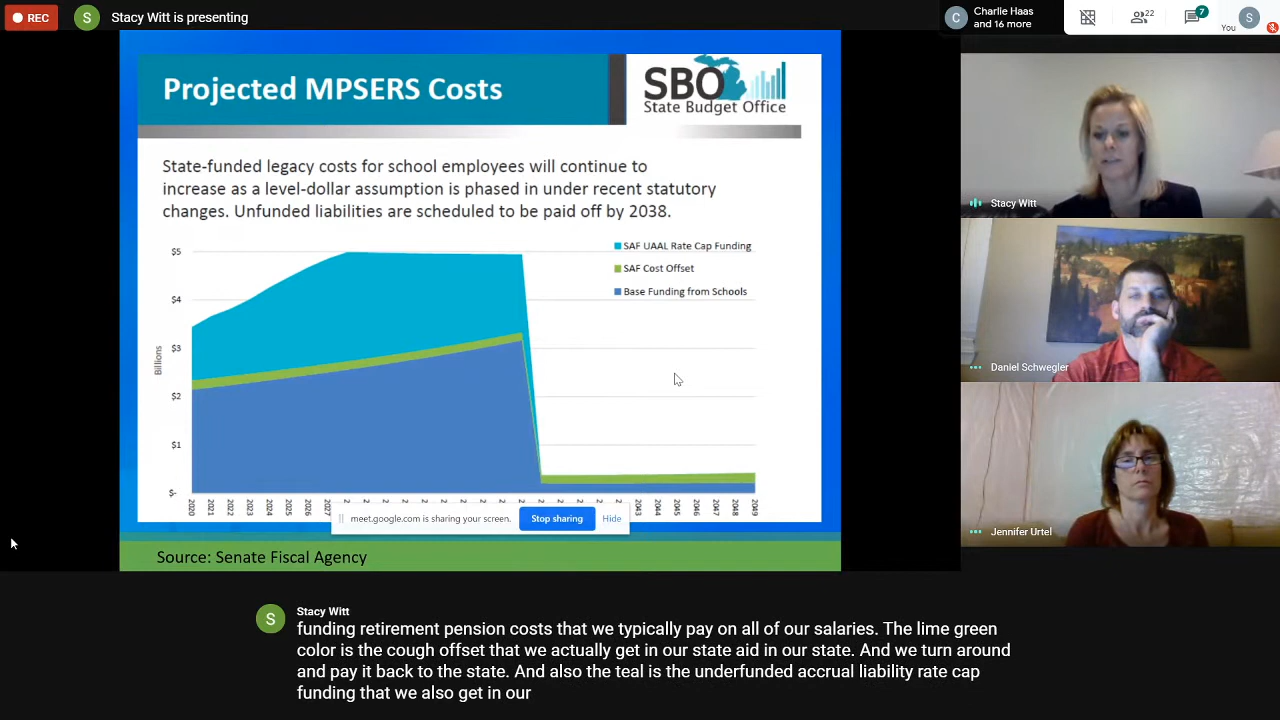 REC
S
Stacy Witt is presenting
C
Charlie Haas
and 16 more
22
7
S
You
Projected MPSERS Costs
SBO
State Budget Office
State-funded legacy costs for school employees will continue to
increase as a level-dollar assumption is phased in under recent statutory
changes. Unfunded liabilities are scheduled to be paid off by 2038.
SAF UAAL Rate Cap Funding
SAF Cost Offset
Base Funding from Schools
Billions
$5
$4
$3
$2
$1
$-
2020
2021
2022
2023
2024
2025
2026
2043
2044
2045
2046
2047
2048
2049
meet.google.com is sharing your screen.
Stop sharing
Hide
Source: Senate Fiscal Agency
Stacy Witt
Daniel Schwegler
Jennifer Urtel
S
Stacy Witt
funding retirement pension costs that we typically pay on all of our salaries. The lime green
color is the cough offset that we actually get in our state aid in our state. And we turn around
and pay it back to the state. And also the teal is the underfunded accrual liability rate cap
funding that we also get in our